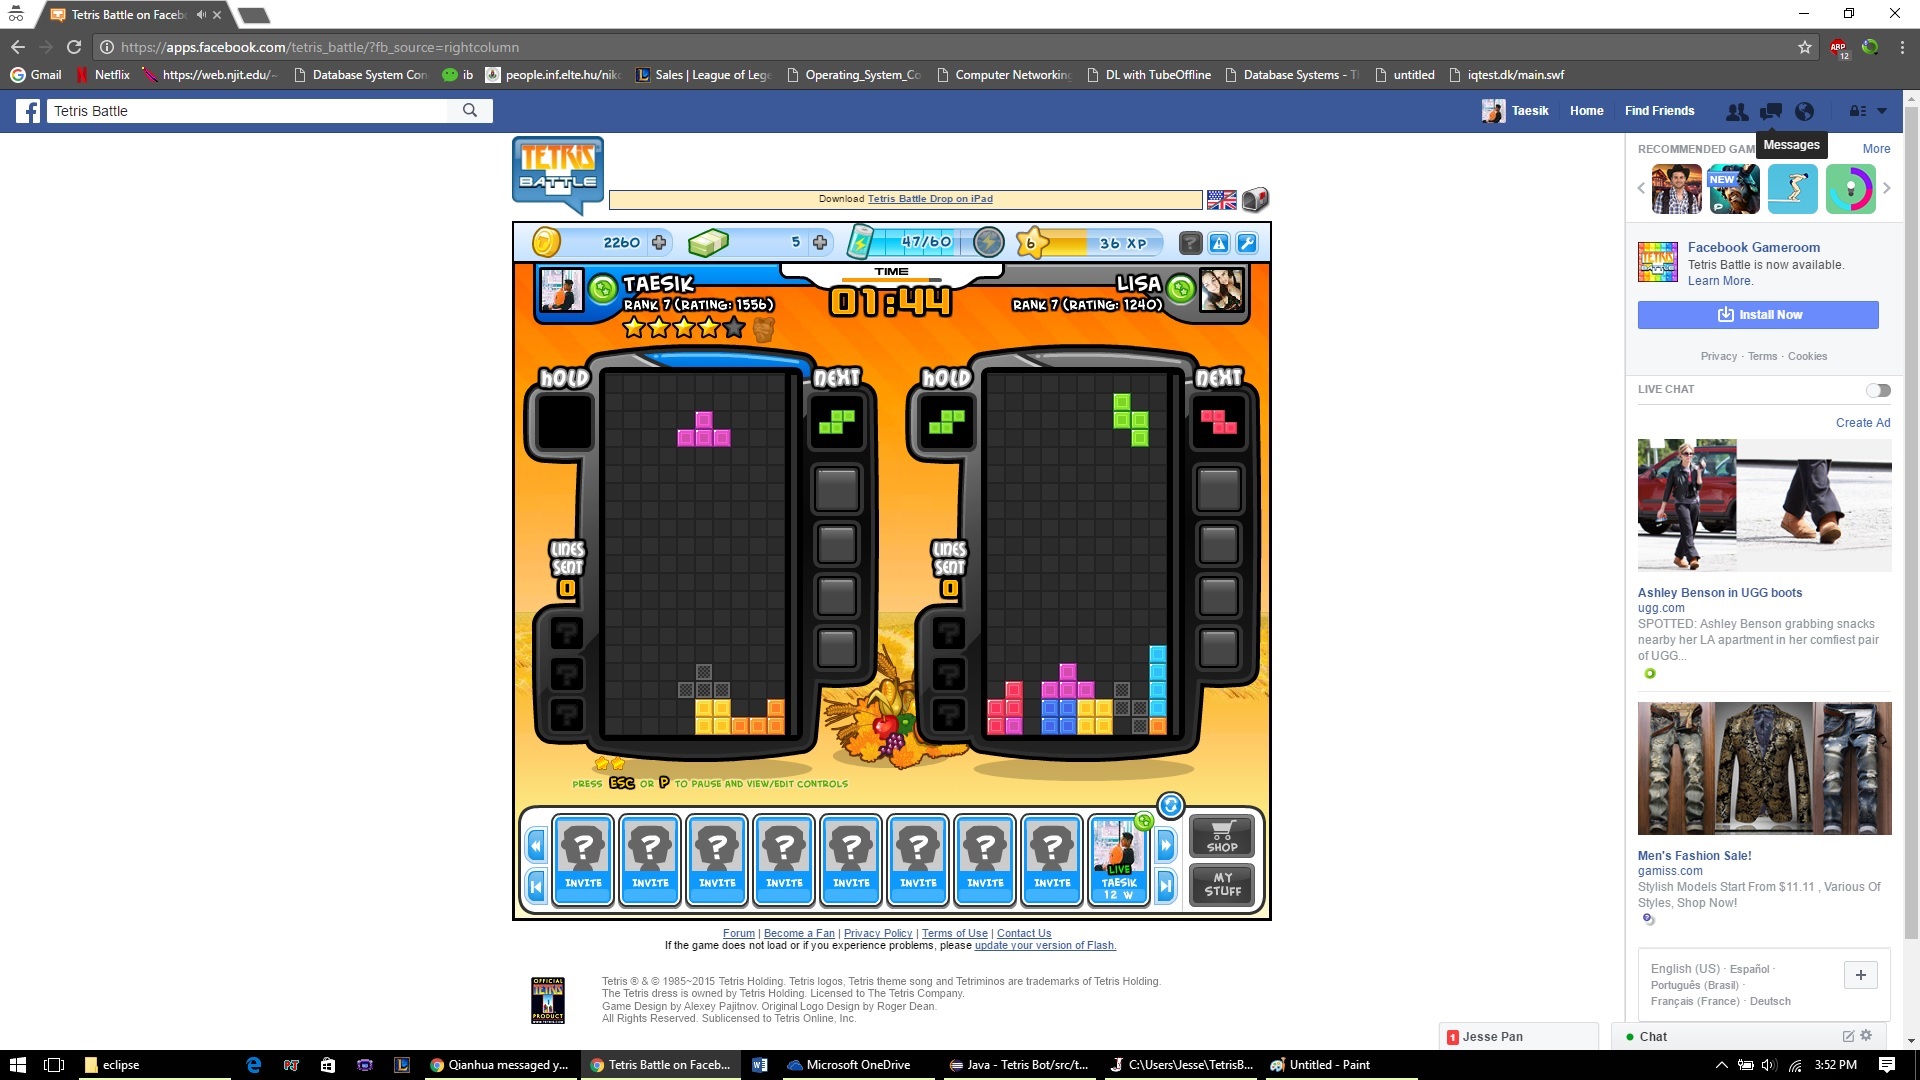 Tetris Battle on Faceb
https://apps.facebook.com/tetris_battle/?fb_source=rightcolumn
ABP
12
Gmail
Netflix
https://web.njit.edu/~
Database System Con
ib
people.inf.elte.hu/nik
Sales | League of Lege
Operating_System_Co
Computer Networking
DL with TubeOffline
Database Systems - T
untitled
iqtest.dk/main.swf
Tetris Battle
Taesik
Home
Find Friends
Messages
TETRIS
BATTLE
Download Tetris Battle Drop on iPad
2260
5
47/60
6
36 XP
TIME
01:44
TAESIK
RANK 7 (RATING: 1556)
LISA
RANK 7 (RATING: 1240)
HOLD
NEXT
HOLD
NEXT
LINES
SENT
0
LINES
SENT
0
PRESS ESC OR P TO PAUSE AND VIEW/EDIT CONTROLS
INVITE
INVITE
INVITE
INVITE
INVITE
INVITE
INVITE
INVITE
LIVE
TAESIK
12 W
SHOP
MY
STUFF
Forum | Become a Fan | Privacy Policy | Terms of Use | Contact Us
If the game does not load or if you experience problems, please update your version of Flash.
OFFICIAL
TETRIS
PRODUCT
Tetris ® & © 1985~2015 Tetris Holding. Tetris logos, Tetris theme song and Tetriminos are trademarks of Tetris Holding.
The Tetris dress is owned by Tetris Holding. Licensed to The Tetris Company.
Game Design by Alexey Pajitnov. Original Logo Design by Roger Dean.
All Rights Reserved. Sublicensed to Tetris Online, Inc.
RECOMMENDED GAM
More
NEW
Facebook Gameroom
Tetris Battle is now available.
Learn More.
Install Now
Privacy · Terms · Cookies
LIVE CHAT
Create Ad
Ashley Benson in UGG boots
ugg.com
SPOTTED: Ashley Benson grabbing snacks
nearby her LA apartment in her comfiest pair
of UGG...
Men's Fashion Sale!
gamiss.com
Stylish Models Start From $11.11 , Various Of
Styles, Shop Now!
English (US) · Español ·
Português (Brasil) ·
Français (France) · Deutsch
1 Jesse Pan
Chat
eclipse
Qianhua messaged y...
Tetris Battle on Faceb...
Microsoft OneDrive
Java - Tetris Bot/src/t...
C:\Users\Jesse\TetrisB...
Untitled - Paint
3:52 PM